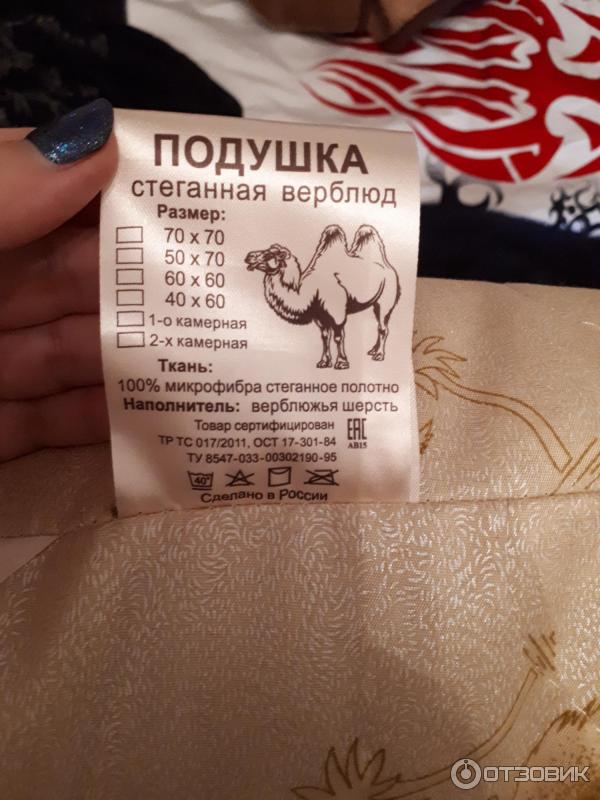 ПОДУШКА
стеганная верблюд
Размер:
70 х 70
50 х 70
60 х 60
40 х 60
1-о камерная
2-х камерная
Ткань:
100% микрофибра стеганное полотно
Наполнитель: верблюжья шерсть
Товар сертифицирован
ТР ТС 017/2011, ОСТ 17-301-84
ТУ 8547-033-00302190-95
ЕАС
АВ15
40°
Сделано в России
ОТЗОВИК